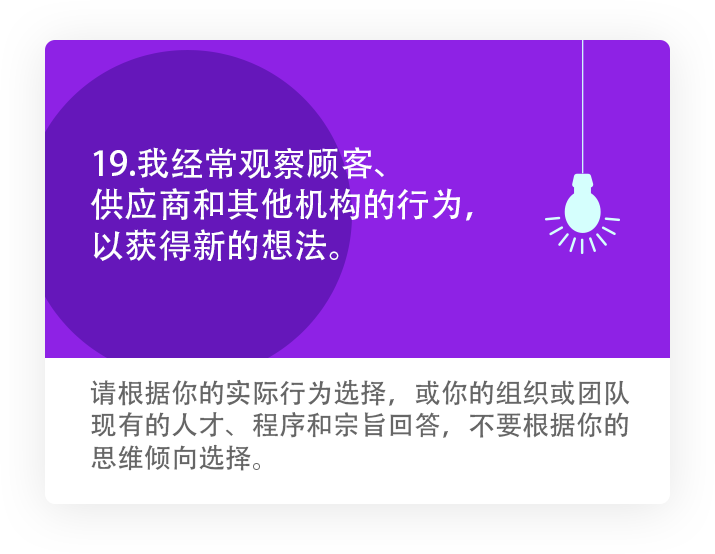 19.我经常观察顾客、
供应商和其他机构的行为，
以获得新的想法。
请根据你的实际行为选择，或你的组织或团队
现有的人才、程序和宗旨回答，不要根据你的
思维倾向选择。